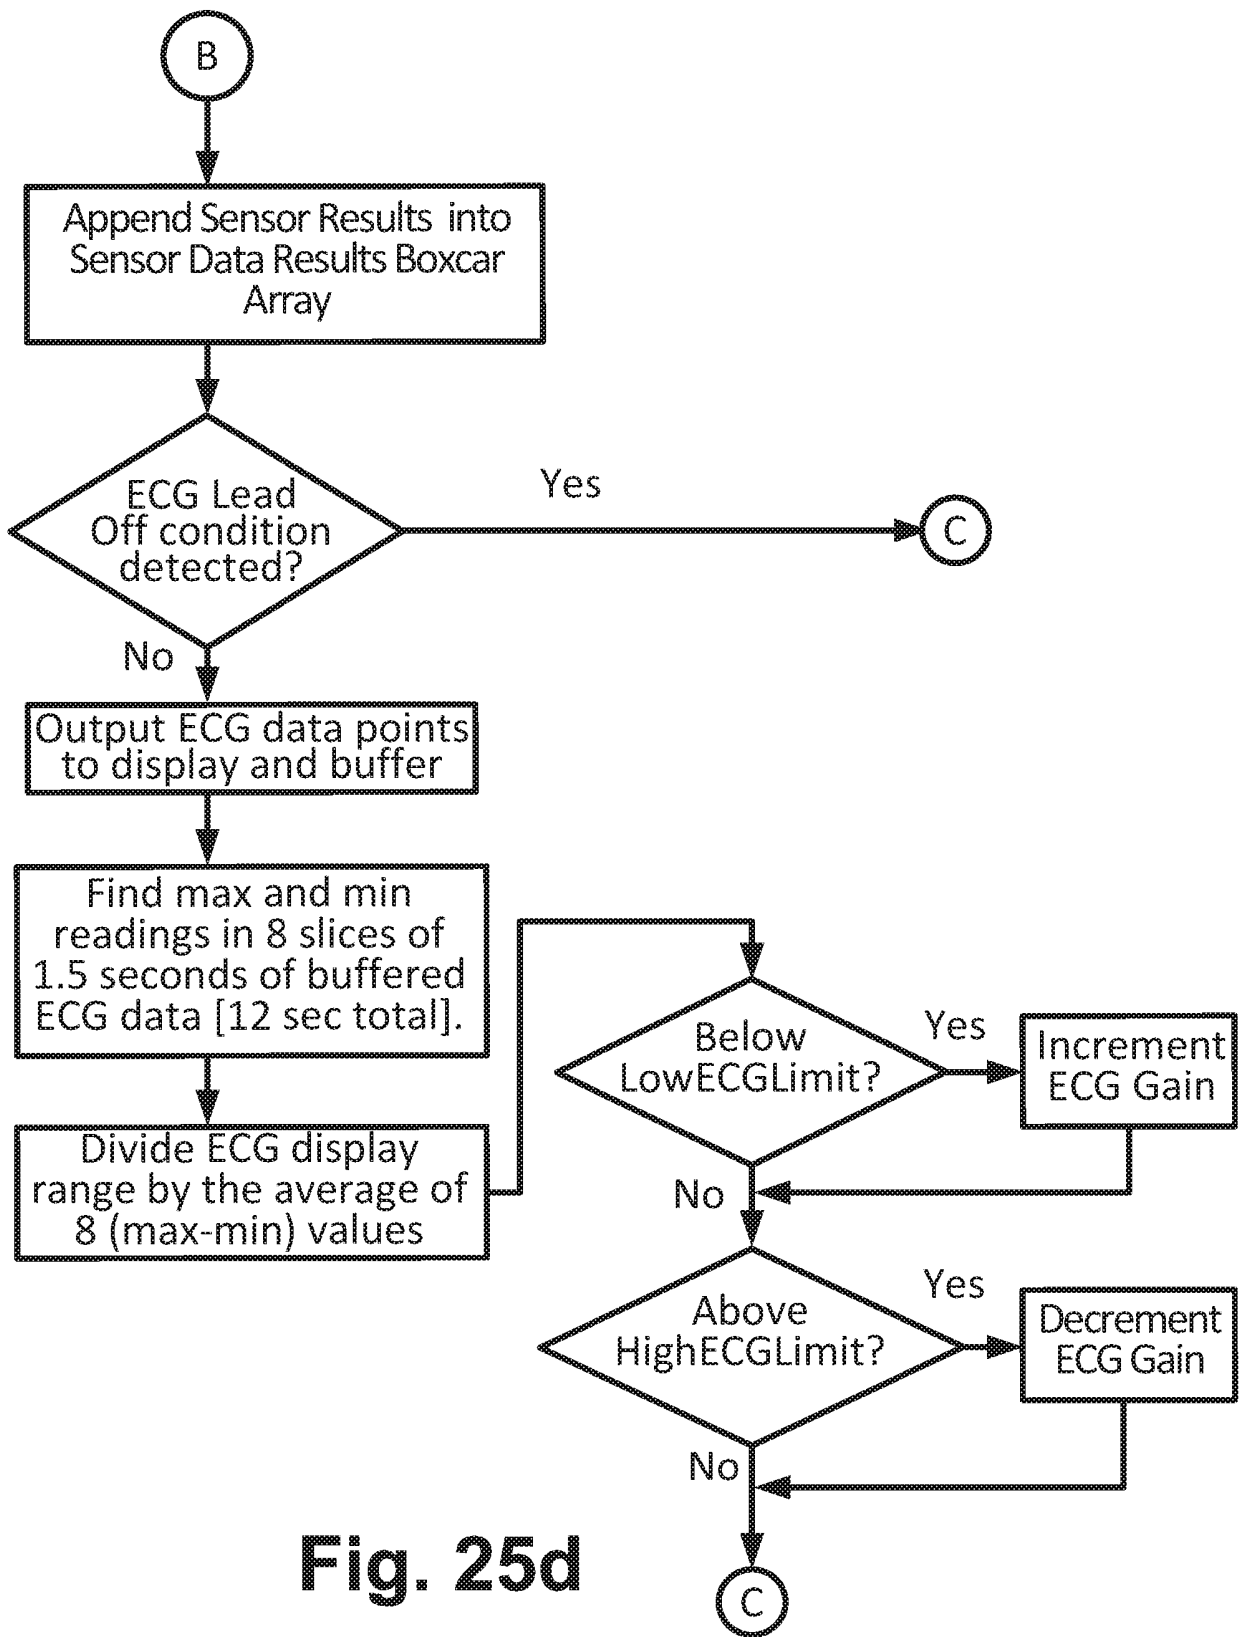 B
Append Sensor Results into
Sensor Data Results Boxcar
Array
ECG Lead
Off condition
detected?
Yes
C
No
Output ECG data points
to display and buffer
Find max and min
readings in 8 slices of
1.5 seconds of buffered
ECG data [12 sec total].
Divide ECG display
range by the average of
8 (max-min) values
Below
LowECGLimit?
Yes
Increment
ECG Gain
No
Above
HighECGLimit?
Yes
Decrement
ECG Gain
No
C
Fig. 25d